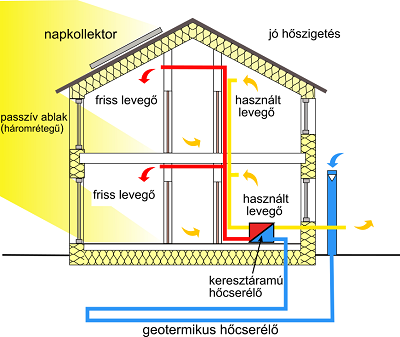 napkollektor
jó hőszigetés
passzív ablak
(háromrétegű)
friss levegő
használt
levegő
friss levegő
használt
levegő
keresztáramú
hőcserélő
geotermikus hőcserélő